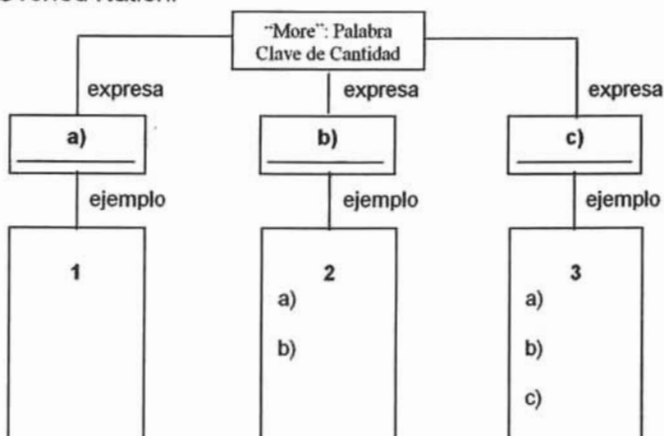 "More": Palabra
Clave de Cantidad
expresa expresa expresa
a) b) c)
ejemplo ejemplo ejemplo
1 2 3
a) a)
b) b)
c)